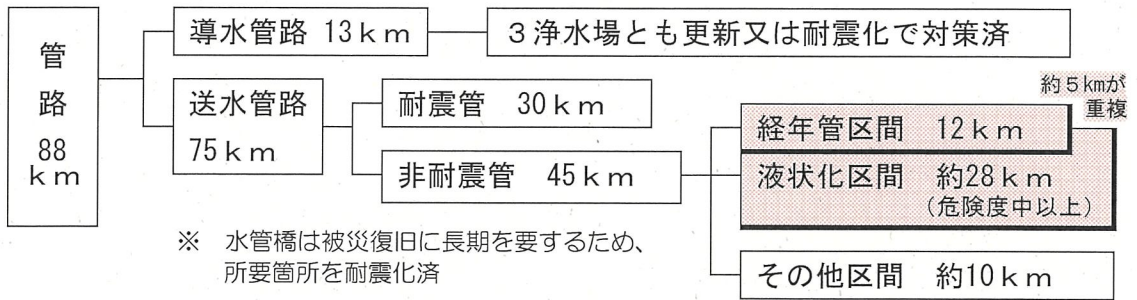 管
路
88
km
導水管路 13km
3浄水場とも更新又は耐震化で対策済
送水管路
75km
耐震管 30km
非耐震管 45km
約5kmが
重複
経年管区間 12km
液状化区間 約28km
(危険度中以上)
その他区間 約10km
※ 水管橋は被災復旧に長期を要するため、
所要箇所を耐震化済